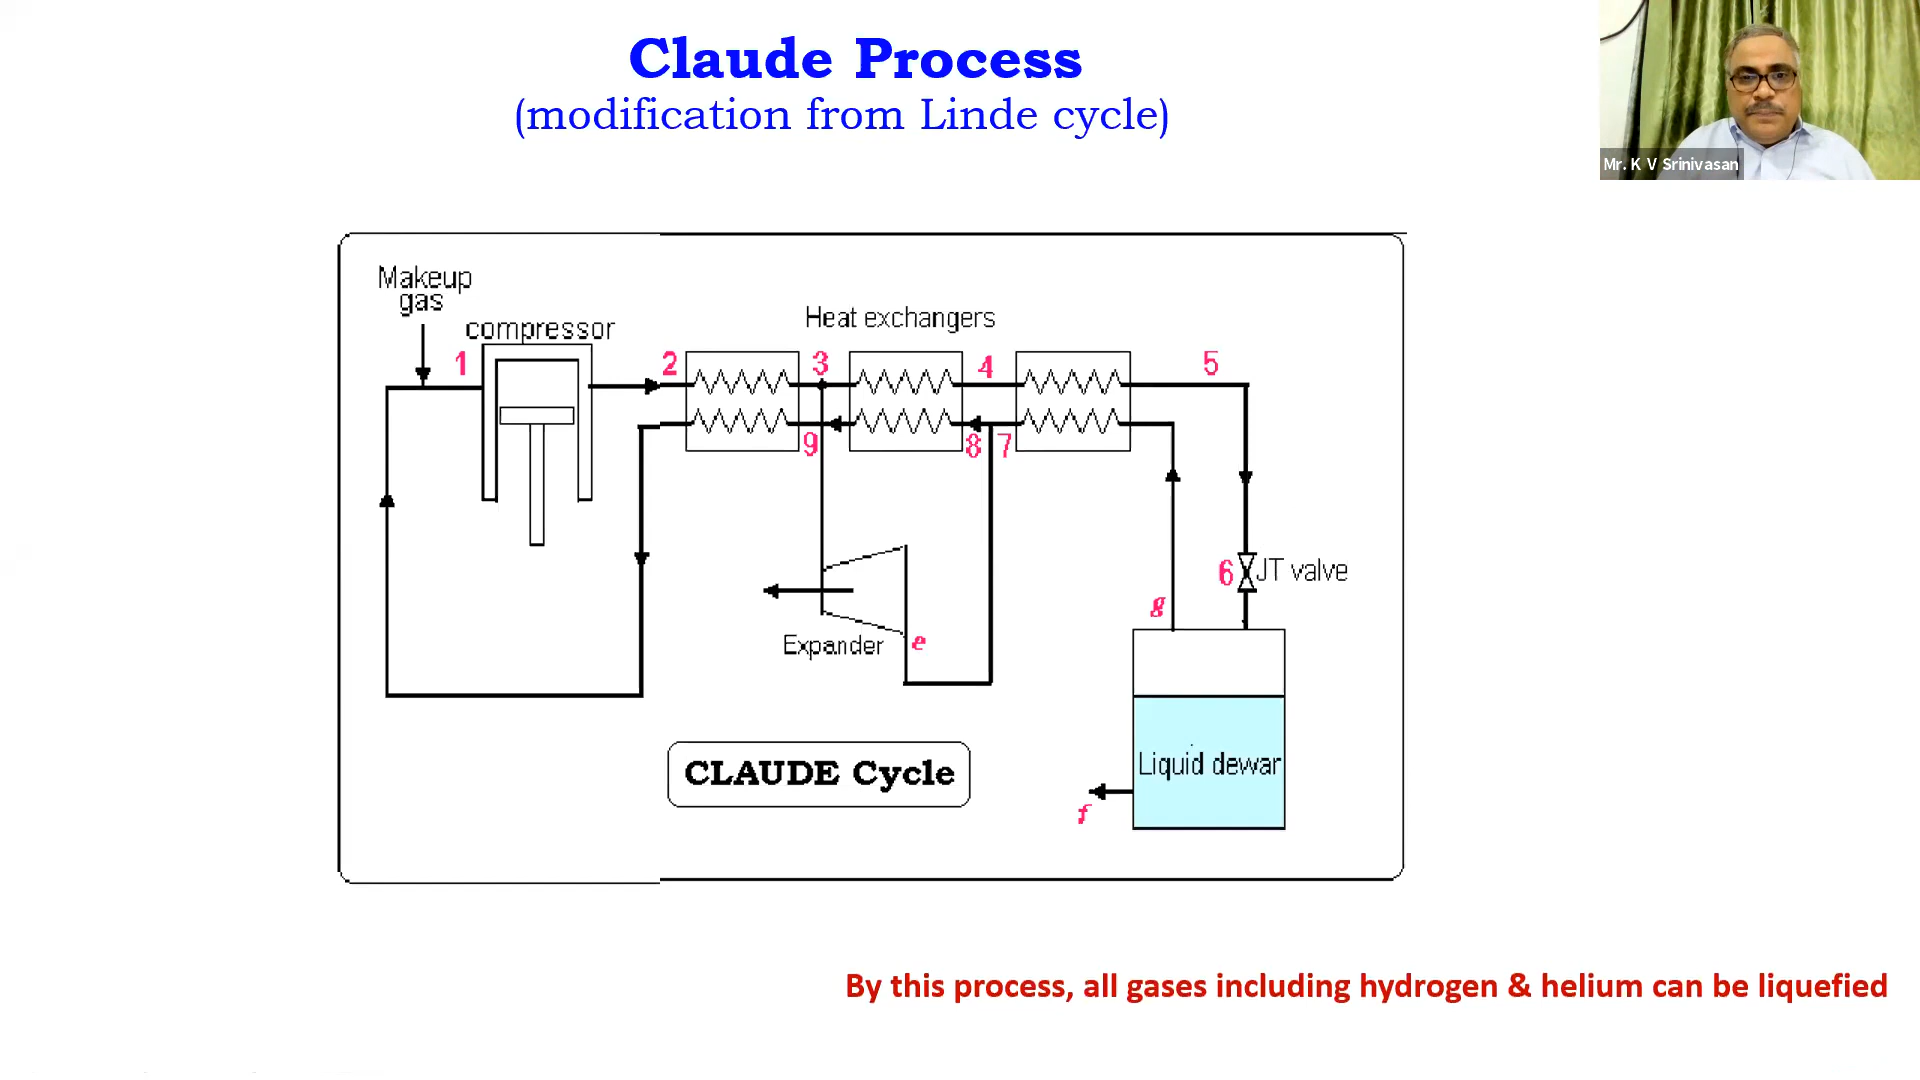 Claude Process
(modification from Linde cycle)
Mr. K V Srinivasan
Makeup
gas
compressor
Heat exchangers
1
2
3
4
5
9
8
7
6
JT valve
g
Expander
e
CLAUDE Cycle
Liquid dewar
f
By this process, all gases including hydrogen & helium can be liquefied